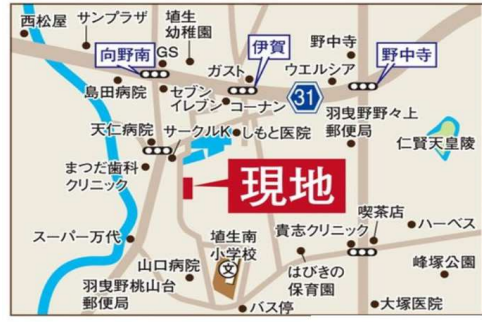 西松屋
サンプラザ
埴生
幼稚園
向野南
GS
伊賀
野中寺
野中寺
ガスト
ウエルシア
島田病院
セブン
イレブン
コーナン
31
羽曳野野々上
郵便局
天仁病院
サークルK
しもと医院
仁賢天皇陵
まつだ歯科
クリニック
現地
喫茶店
スーパー万代
埴生南
小学校
文
貴志クリニック
ハーベス
山口病院
はびきの
保育園
峰塚公園
羽曳野桃山台
郵便局
バス停
大塚医院